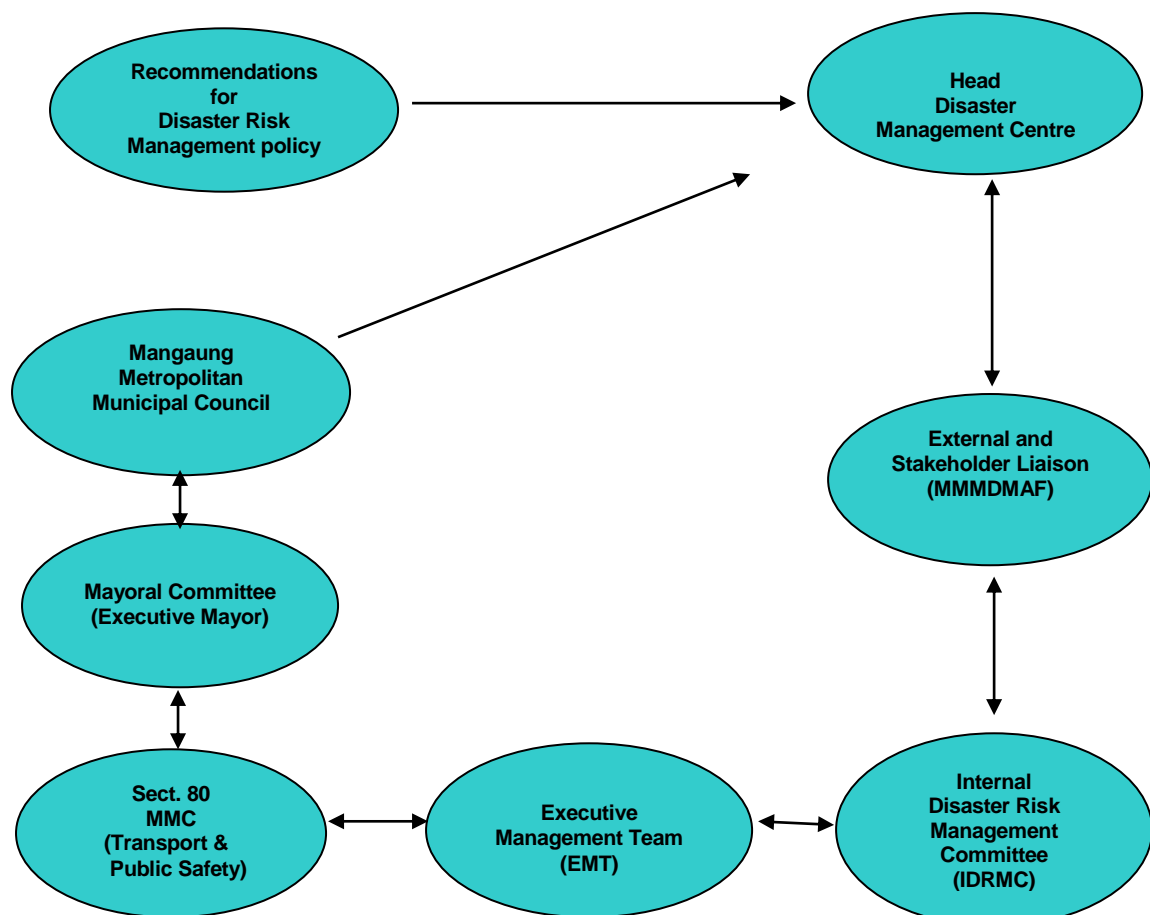 Recommendations
for
Disaster Risk
Management policy
Head
Disaster
Management Centre
Mangaung
Metropolitan
Municipal Council
External and
Stakeholder Liaison
(MMMDMAF)
Mayoral Committee
(Executive Mayor)
Sect. 80
MMC
(Transport &
Public Safety)
Executive
Management Team
(EMT)
Internal
Disaster Risk
Management
Committee
(IDRMC)